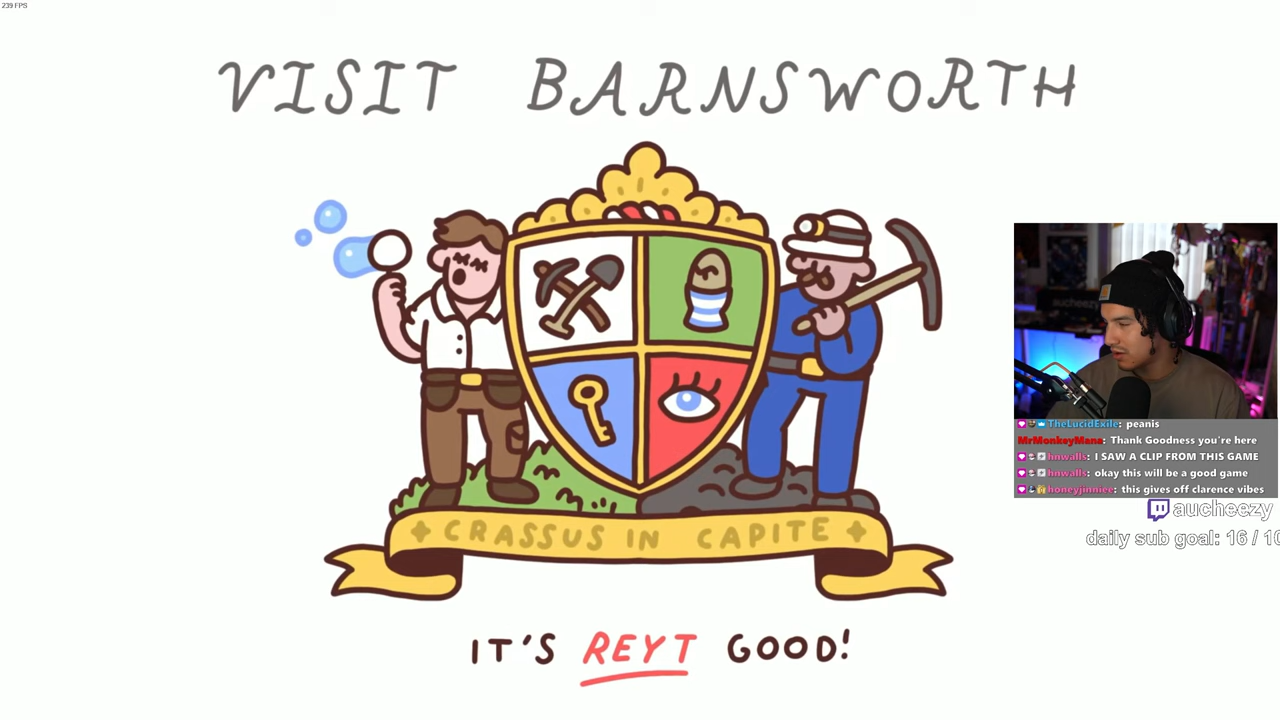 239 FPS
VISIT BARNSWORTH
CRASSUS IN CAPITE
IT'S REYT GOOD!
TheLucidExile: peanis
MrMonkeyMana: Thank Goodness you're here
hnwalls: I SAW A CLIP FROM THIS GAME
hnwalls: okay this will be a good game
honeyjinniee: this gives off clarence vibes
aucheezy
daily sub goal: 16 / 10